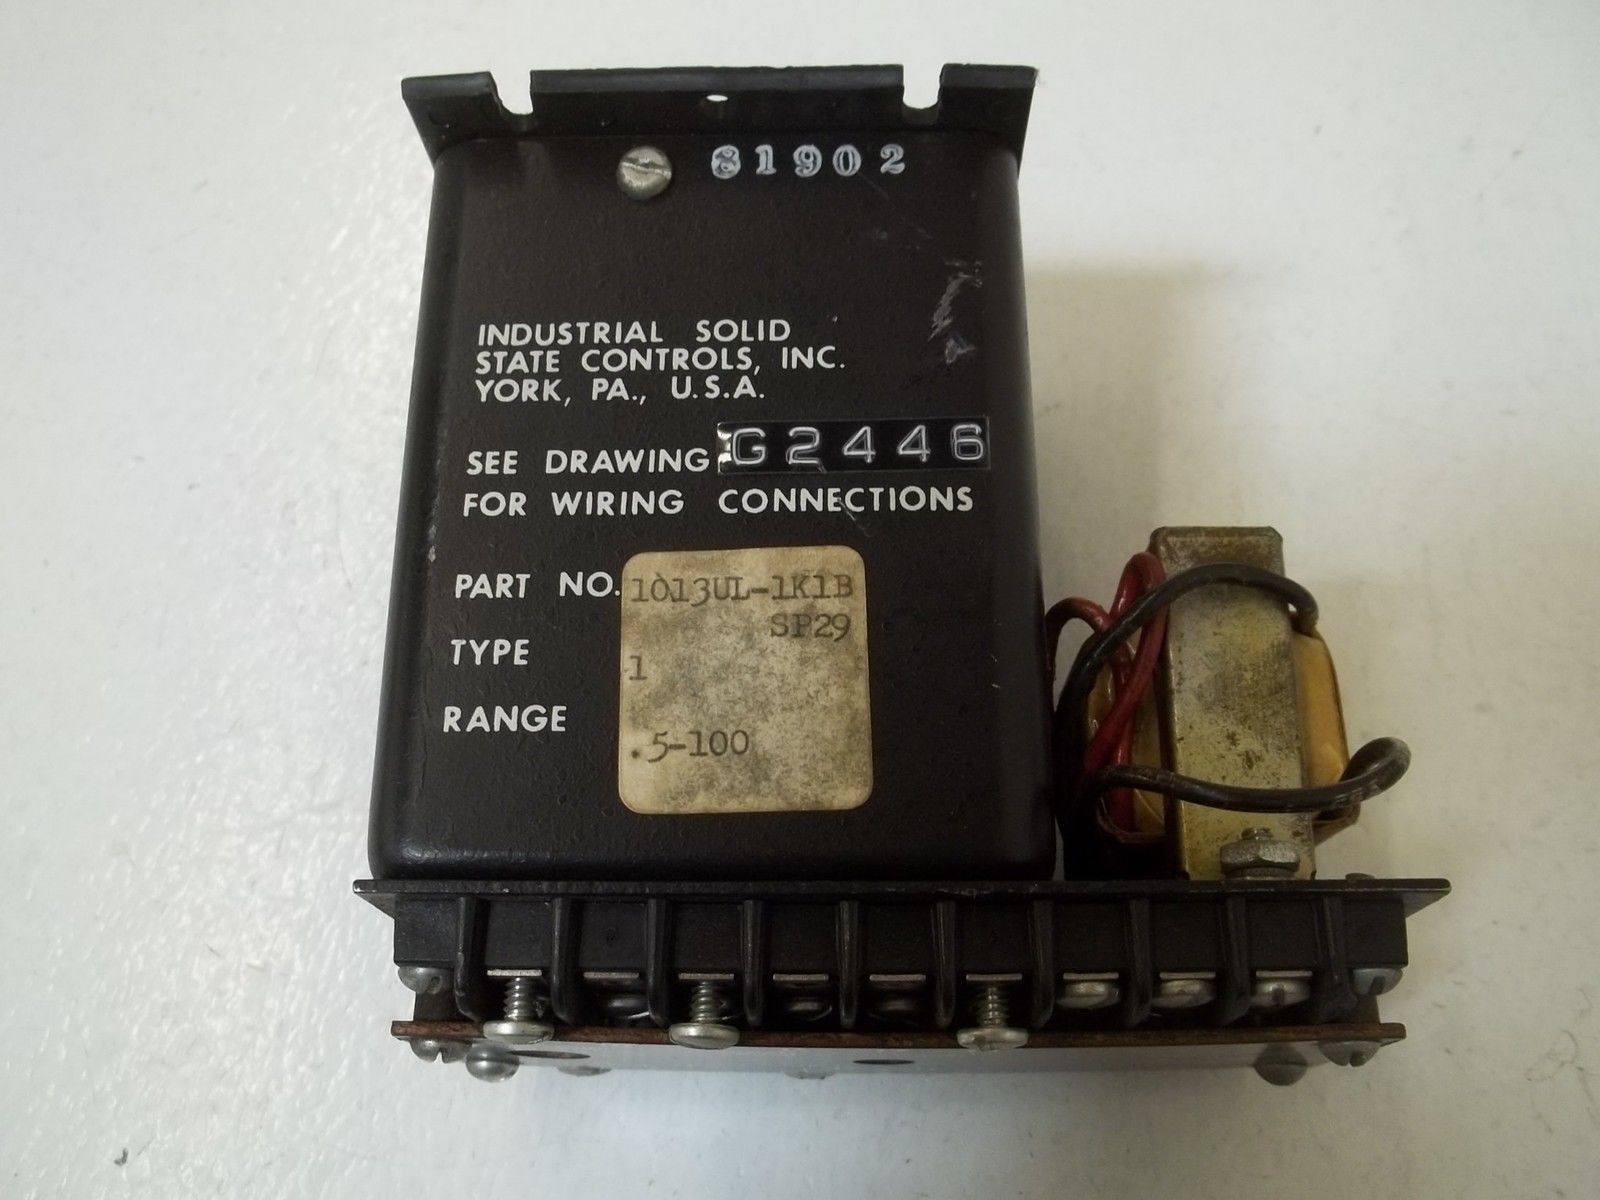 81902
INDUSTRIAL SOLID
STATE CONTROLS, INC.
YORK, PA., U.S.A.
SEE DRAWING G2446
FOR WIRING CONNECTIONS
PART NO. 1013UL-1K1B
SP29
TYPE 1
RANGE .5-100